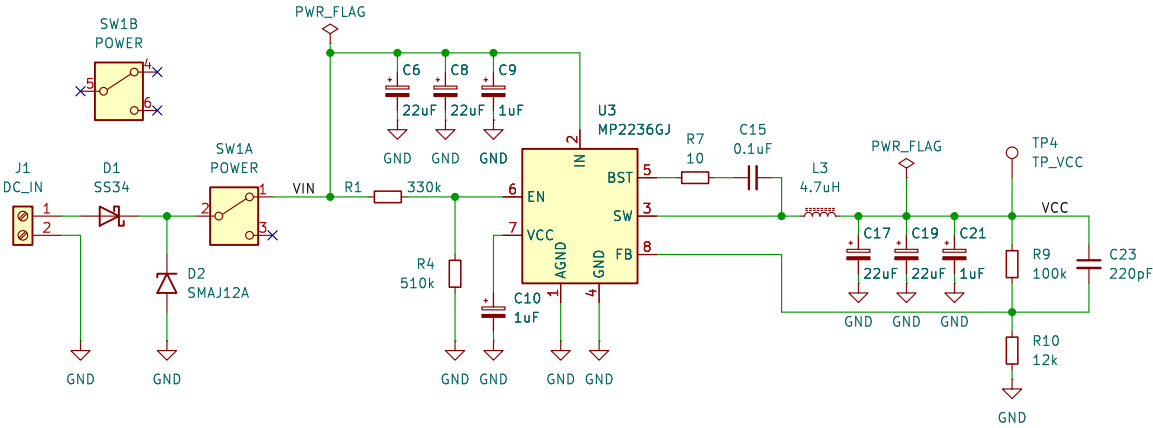 PWR_FLAG
SW1B
POWER
4
5
6
C6
22uF
C8
22uF
C9
1uF
GND
GND
GND
U3
MP2236GJ
2
IN
J1
DC_IN
1
2
D1
SS34
SW1A
POWER
1
2
3
VIN
R1
330k
6
EN
7
VCC
AGND
GND
1
4
BST
5
SW
3
FB
8
R7
10
C15
0.1uF
L3
4.7uH
PWR_FLAG
TP4
TP_VCC
VCC
C17
22uF
C19
22uF
C21
1uF
GND
GND
GND
R9
100k
C23
220pF
D2
SMAJ12A
R4
510k
C10
1uF
R10
12k
GND
GND
GND
GND
GND
GND
GND